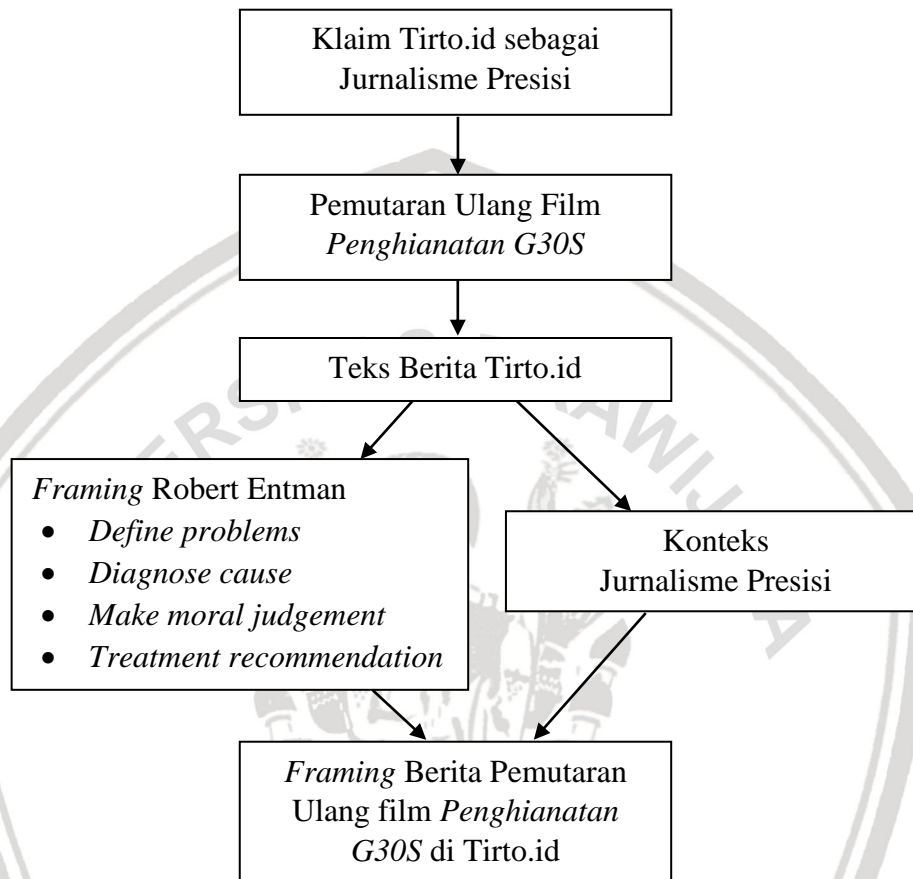 Klaim Tirto.id sebagai
Jurnalisme Presisi
Pemutaran Ulang Film
Penghianatan G30S
Teks Berita Tirto.id
Framing Robert Entman
• Define problems
• Diagnose cause
• Make moral judgement
• Treatment recommendation
Konteks
Jurnalisme Presisi
Framing Berita Pemutaran
Ulang film Penghianatan
G30S di Tirto.id